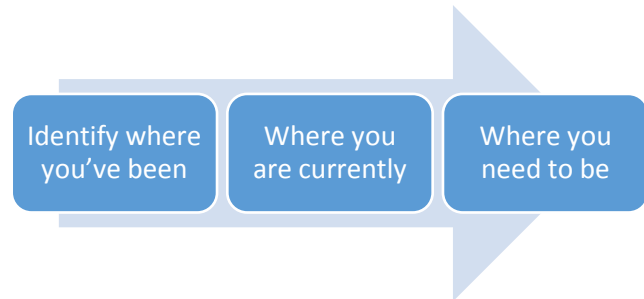 Identify where
you've been
Where you
are currently
Where you
need to be